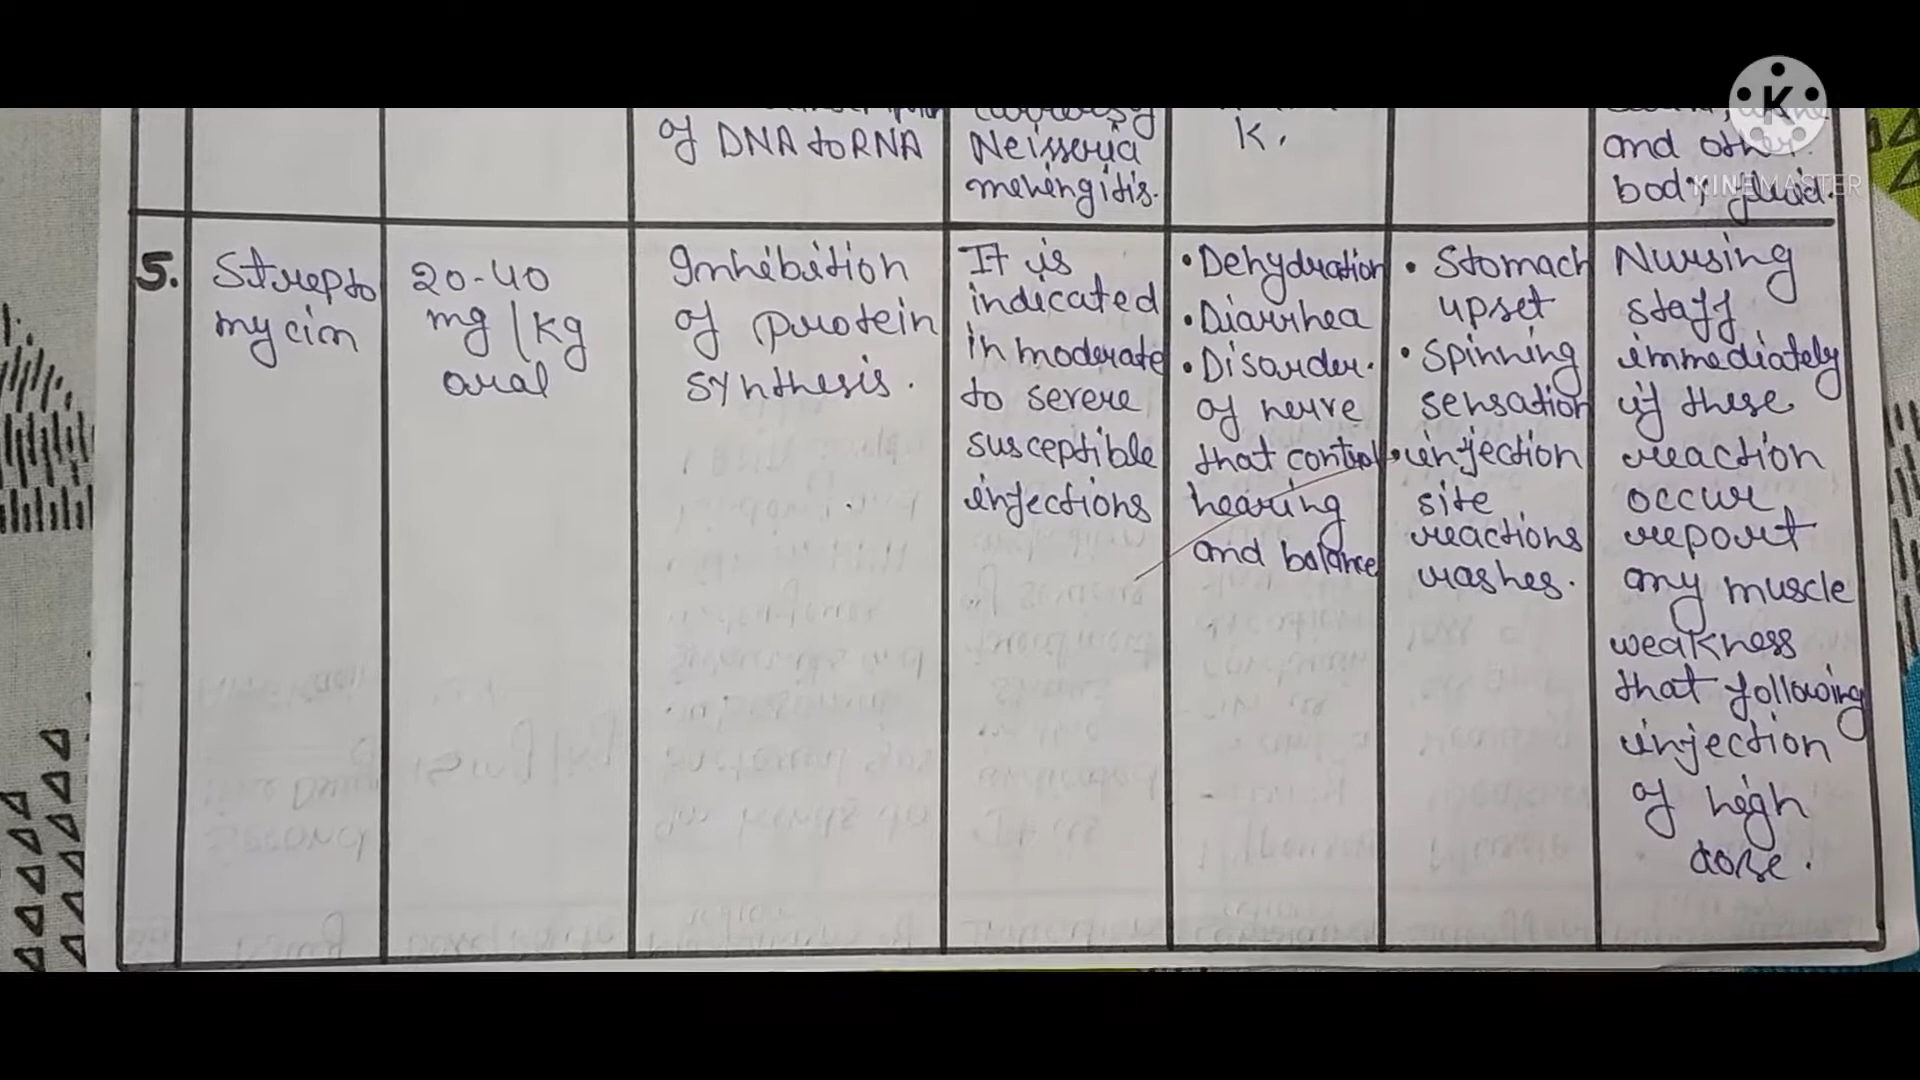 of DNA to RNA
Neisseria
meningitis.
K.
and other
body fluid.
K
KINEMASTER
5.
Strepto
mycin
20-40
mg/kg
oral
Inhibition
of protein
synthesis.
It is
indicated
in moderate
to severe
susceptible
injections
• Dehydration
• Diarrhea
• Disorder.
of nerve
that control
hearing
and balance
• Stomach
upset
• Spinning
sensation
• injection
site
reactions
rashes.
Nursing
staff
immediately
if these
reaction
occur
report
any muscle
weakness
that following
injection
of high
dose.